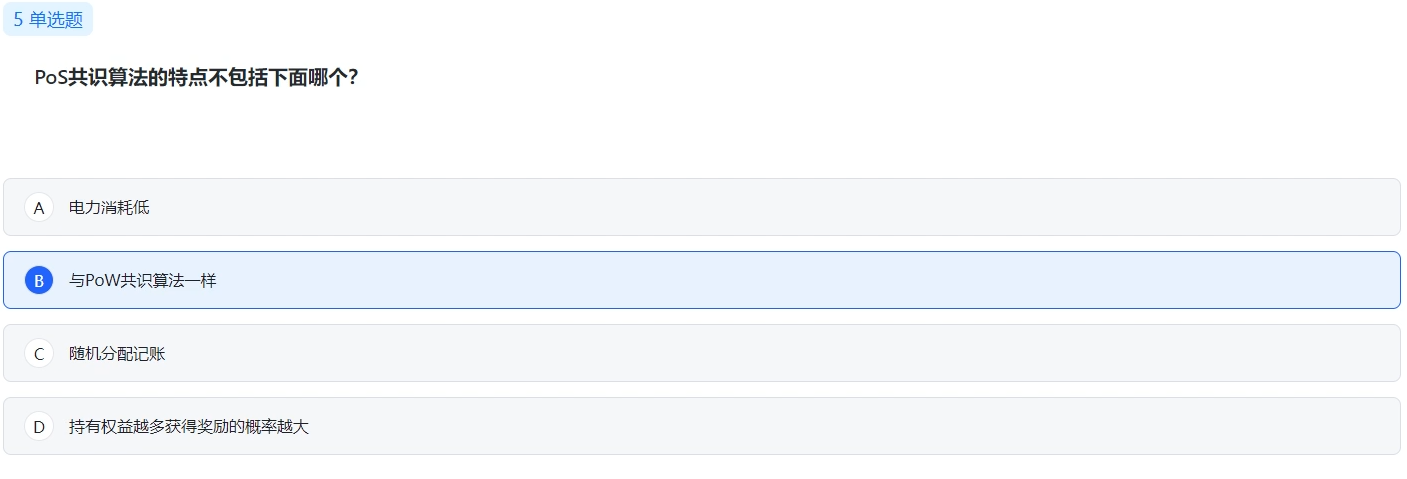 5 单选题
PoS共识算法的特点不包括下面哪个？
A 电力消耗低
B 与PoW共识算法一样
C 随机分配记账
D 持有权益越多获得奖励的概率越大